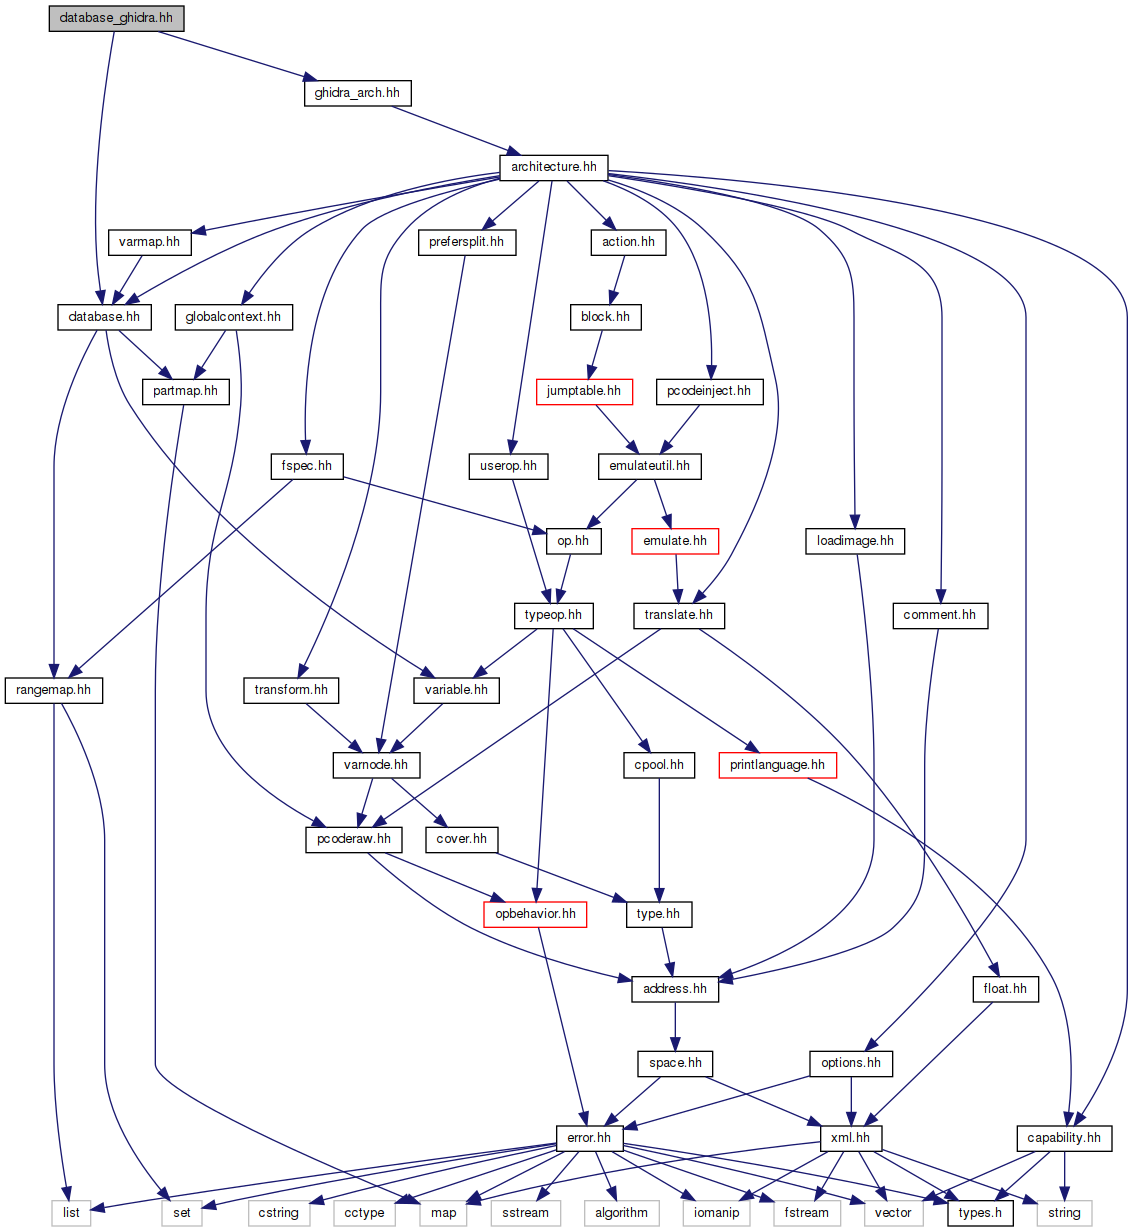 database_ghidra.hh
ghidra_arch.hh
architecture.hh
varmap.hh
prefersplit.hh
action.hh
database.hh
globalcontext.hh
block.hh
partmap.hh
jumptable.hh
pcodeinject.hh
fspec.hh
userop.hh
emulateutil.hh
op.hh
emulate.hh
loadimage.hh
typeop.hh
translate.hh
comment.hh
rangemap.hh
transform.hh
variable.hh
varnode.hh
cpool.hh
printlanguage.hh
pcoderaw.hh
cover.hh
opbehavior.hh
type.hh
address.hh
float.hh
space.hh
options.hh
error.hh
xml.hh
capability.hh
list
set
cstring
cctype
map
sstream
algorithm
iomanip
fstream
vector
types.h
string